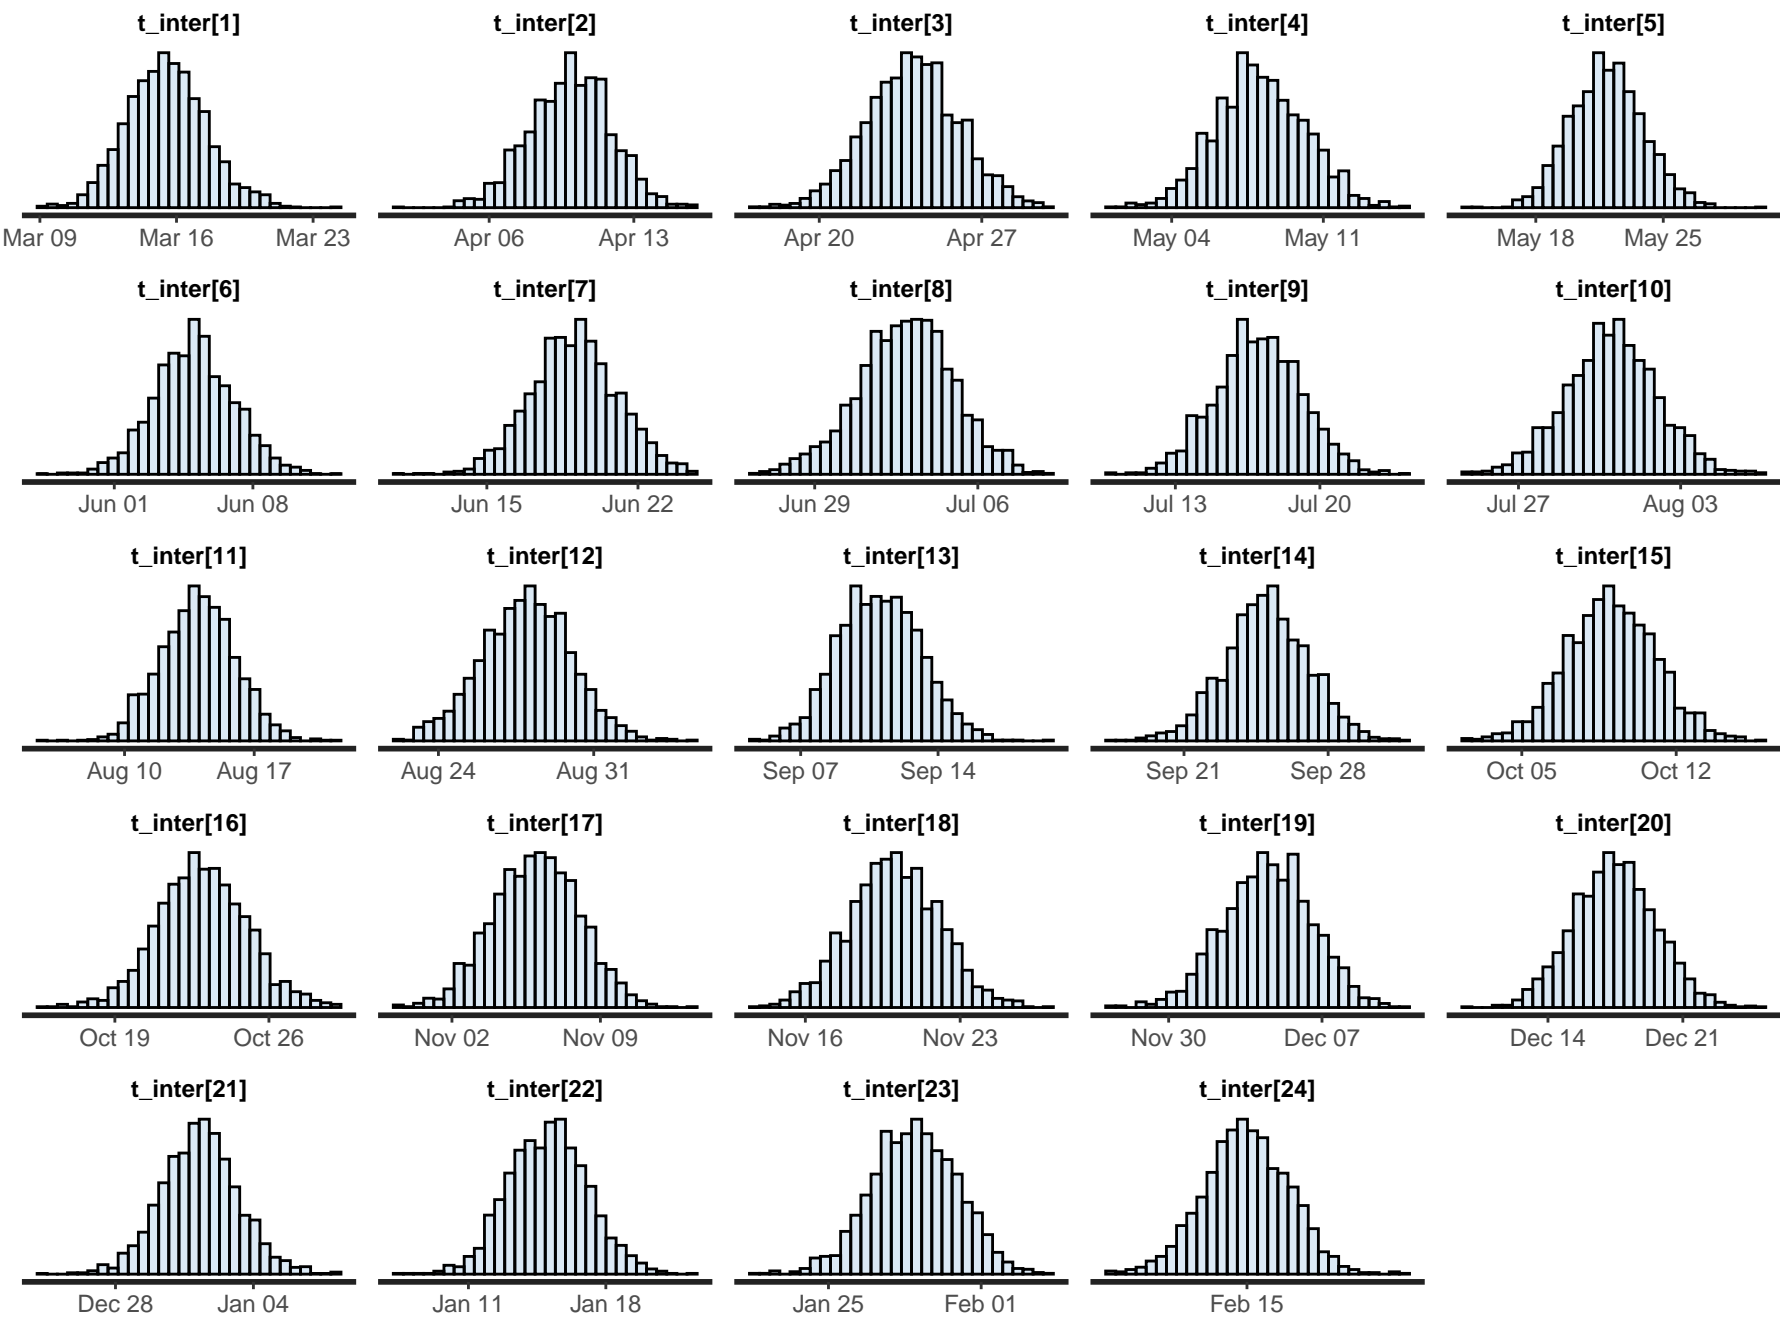 t_inter[1] t_inter[2] t_inter[3] t_inter[4] t_inter[5]
Mar 09 Mar 16 Mar 23 Apr 06 Apr 13 Apr 20 Apr 27 May 04 May 11 May 18 May 25
t_inter[6] t_inter[7] t_inter[8] t_inter[9] t_inter[10]
Jun 01 Jun 08 Jun 15 Jun 22 Jun 29 Jul 06 Jul 13 Jul 20 Jul 27 Aug 03
t_inter[11] t_inter[12] t_inter[13] t_inter[14] t_inter[15]
Aug 10 Aug 17 Aug 24 Aug 31 Sep 07 Sep 14 Sep 21 Sep 28 Oct 05 Oct 12
t_inter[16] t_inter[17] t_inter[18] t_inter[19] t_inter[20]
Oct 19 Oct 26 Nov 02 Nov 09 Nov 16 Nov 23 Nov 30 Dec 07 Dec 14 Dec 21
t_inter[21] t_inter[22] t_inter[23] t_inter[24]
Dec 28 Jan 04 Jan 11 Jan 18 Jan 25 Feb 01 Feb 15